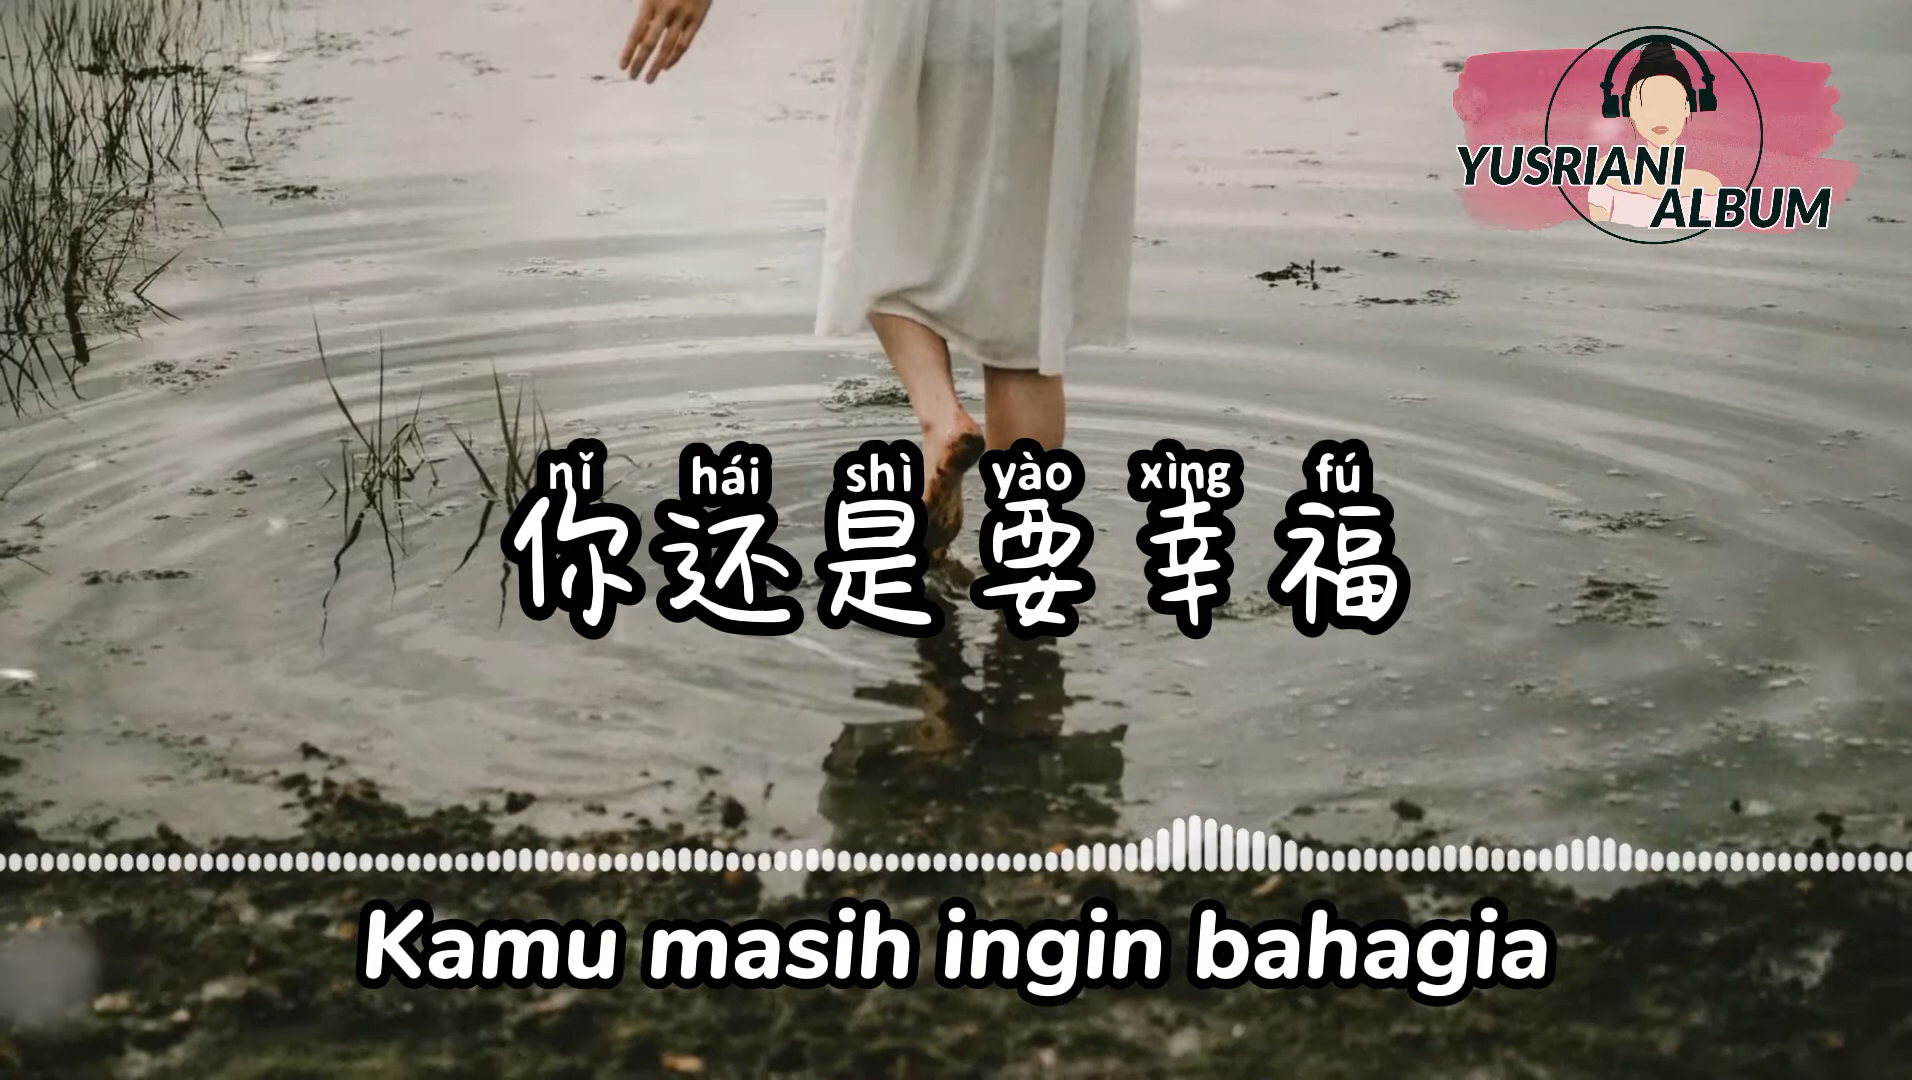 YUSRIANI
ALBUM
nǐ hái shì yào xìng fú
你还是要幸福
Kamu masih ingin bahagia